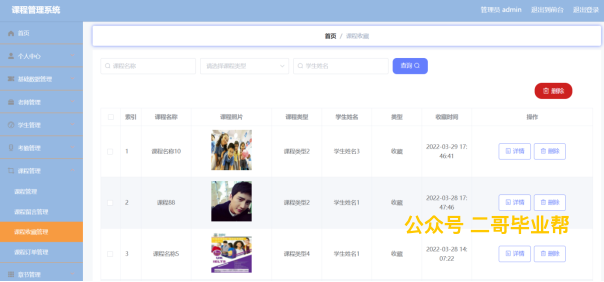 课程管理系统
管理员 admin 退出到前台 退出登录
首页 / 课程收藏
首页
个人中心
基础数据管理
老师管理
学生管理
考勤管理
课程管理
课程管理
课程留言管理
课程收藏管理
课程订单管理
课程名称 请选择课程类型 学生姓名 查询
删除
索引 课程名称 课程照片 课程类型 学生姓名 类型 收藏时间 操作
1 课程名称10 课程类型2 学生姓名3 收藏 2022-03-29 17:46:41 详情 删除
2 课程88 课程类型2 学生姓名1 收藏 2022-03-28 17:47:46 详情 删除
3 课程名称5 课程类型4 学生姓名1 收藏 2022-03-28 14:07:22 详情 删除
公众号 二哥毕业帮